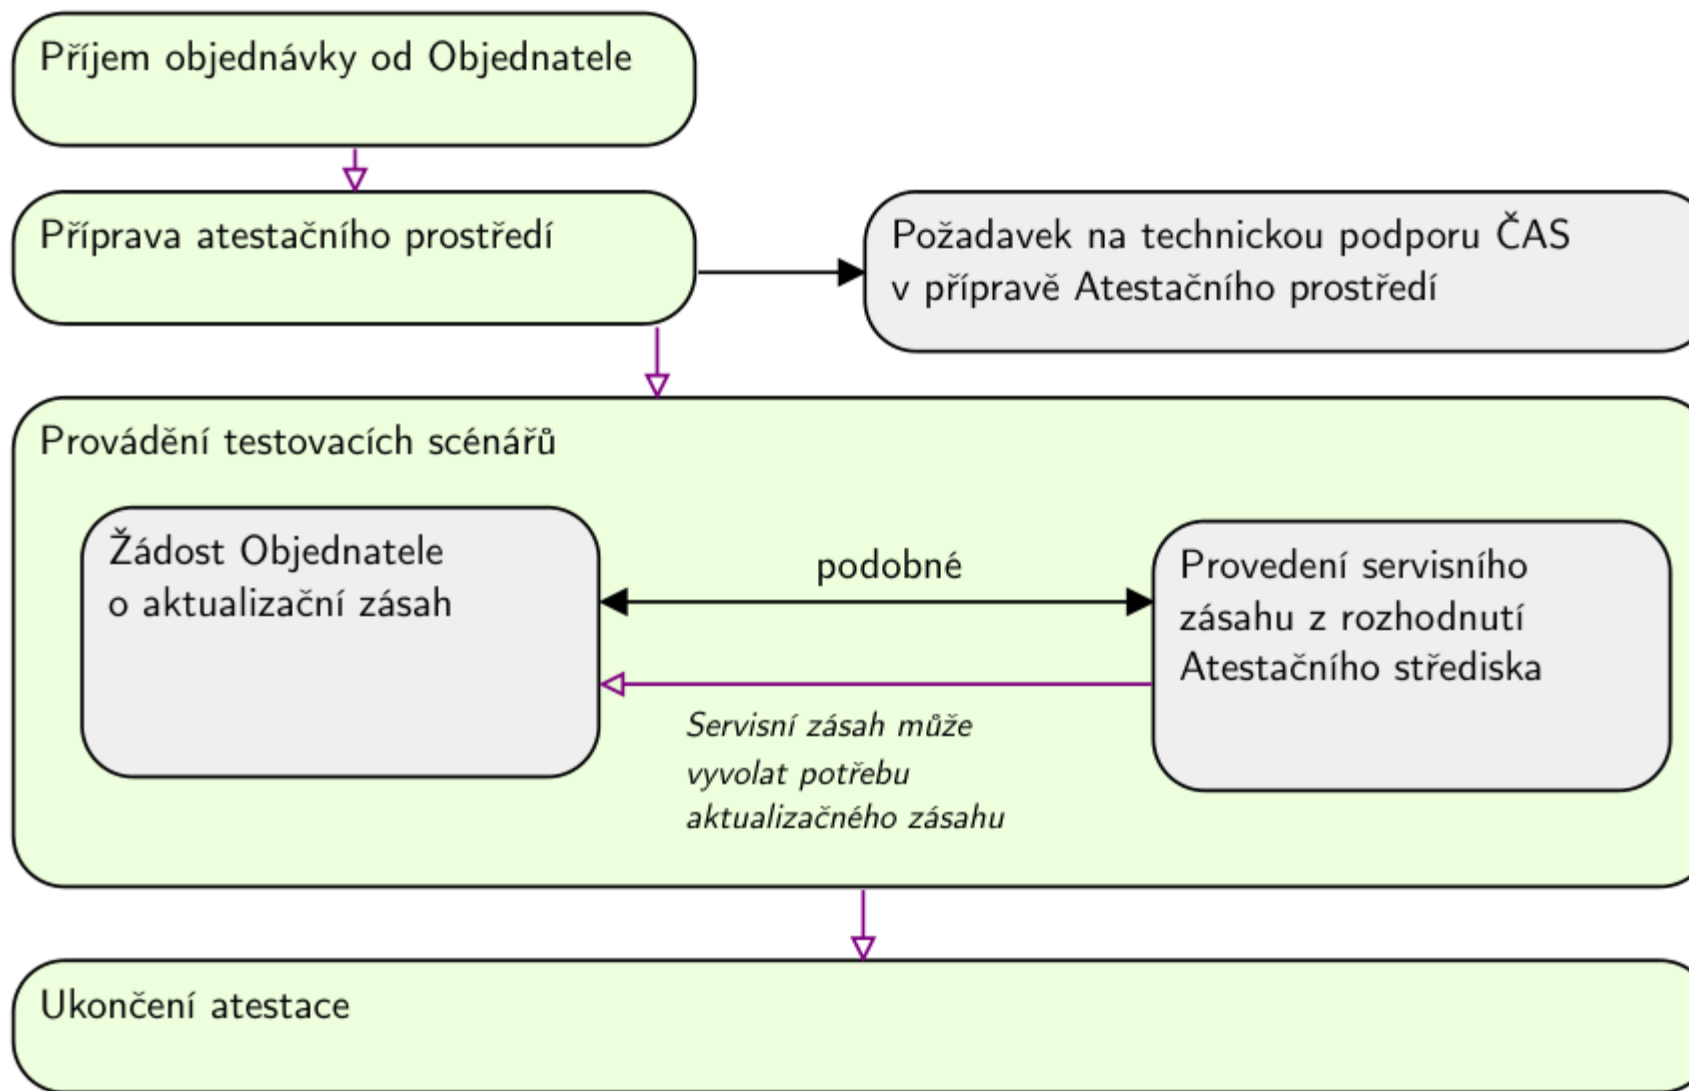 Příjem objednávky od Objednatele
Příprava atestačního prostředí
Požadavek na technickou podporu ČAS
v přípravě Atestačního prostředí
Provádění testovacích scénářů
Žádost Objednatele
o aktualizační zásah
podobné
Provedení servisního
zásahu z rozhodnutí
Atestačního střediska
Servisní zásah může
vyvolat potřebu
aktualizačného zásahu
Ukončení atestace